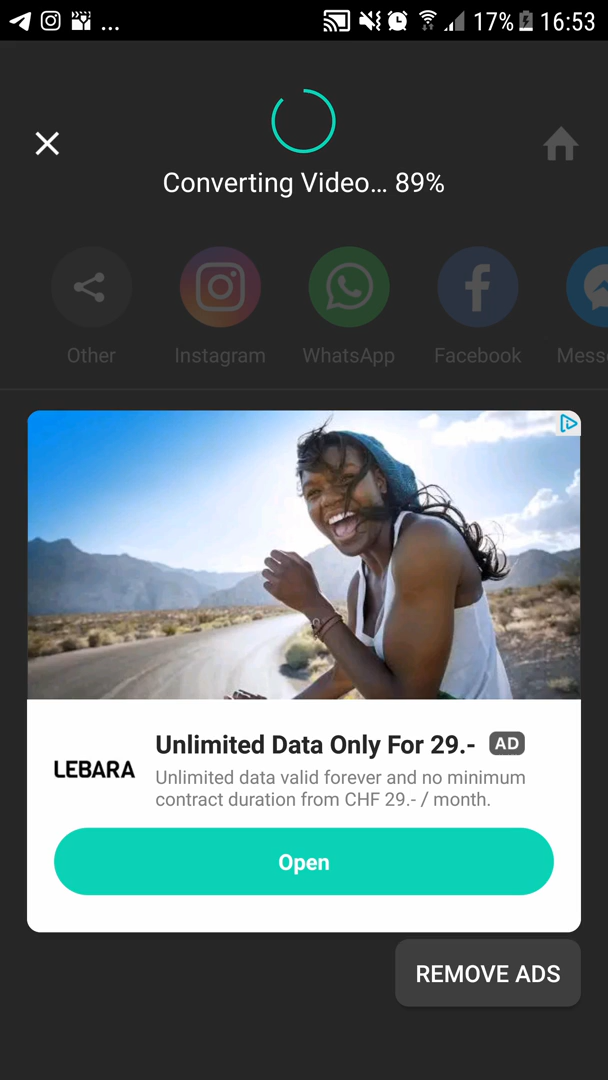 ... 17% 16:53
Converting Video... 89%
Other Instagram WhatsApp Facebook Mess
Unlimited Data Only For 29.- AD
LEBARA
Unlimited data valid forever and no minimum
contract duration from CHF 29.- / month.
Open
REMOVE ADS